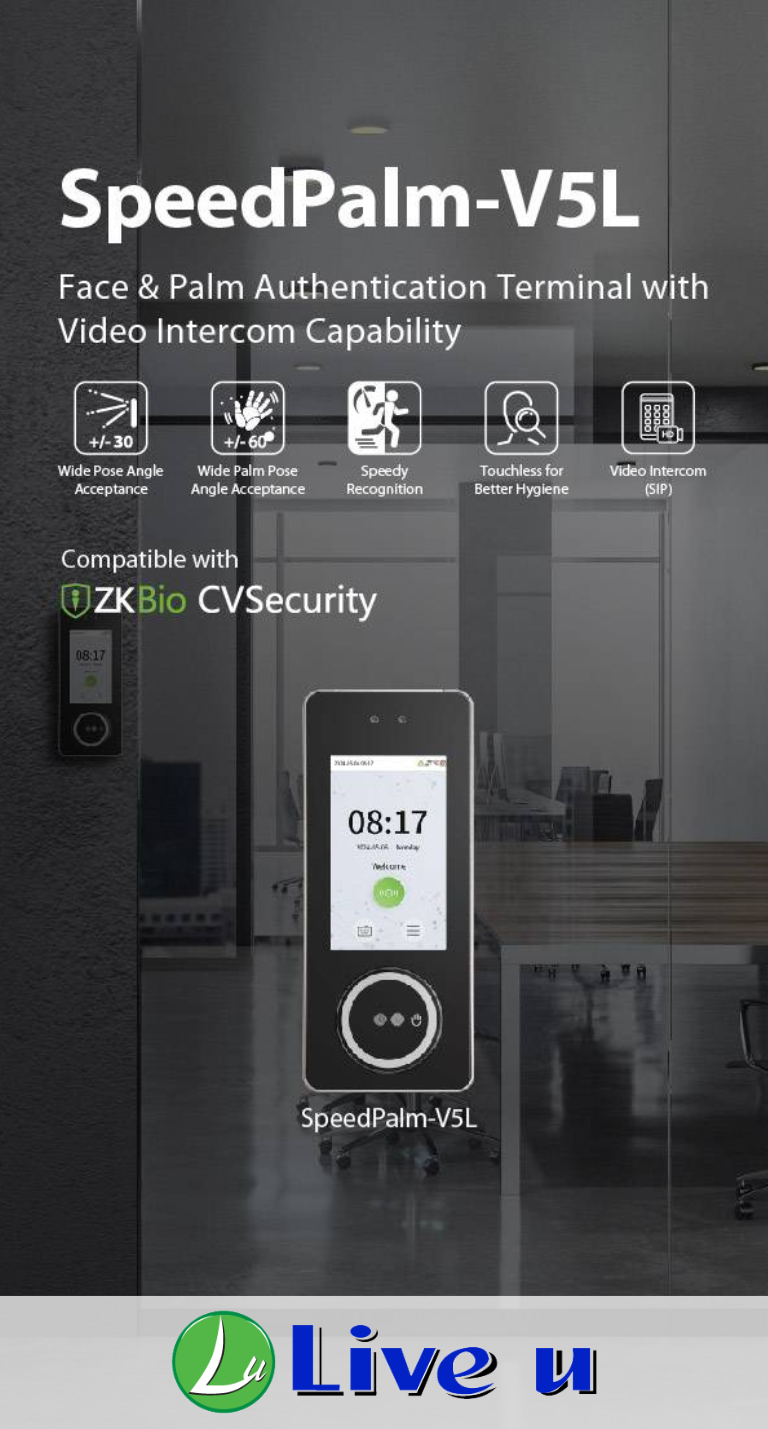 SpeedPalm-V5L
Face & Palm Authentication Terminal with
Video Intercom Capability
+/- 30
+/- 60°
HD
Wide Pose Angle
Acceptance
Wide Palm Pose
Angle Acceptance
Speedy
Recognition
Touchless for
Better Hygiene
Video Intercom
(SIP)
Compatible with
ZKBio CVSecurity
08:17
08:17
Welcome
SpeedPalm-V5L
Lu Live u